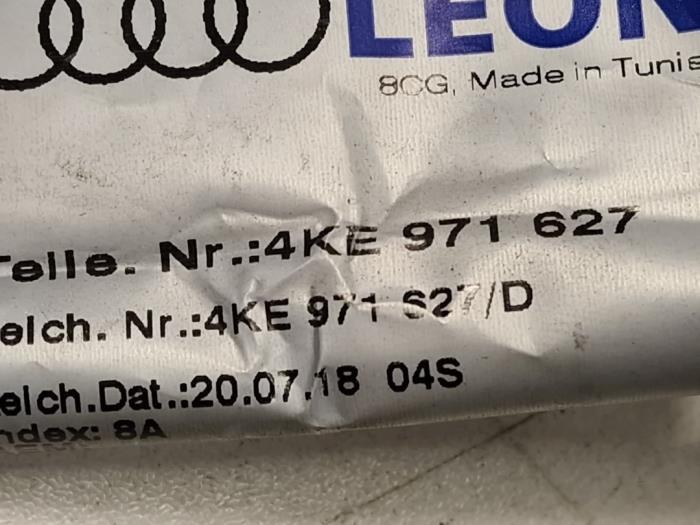 LEON
8CG, Made in Tunis
Teile. Nr.:4KE 971 627
eich. Nr.:4KE 971 627/D
eich.Dat.:20.07.18 04S
ndex: 8A